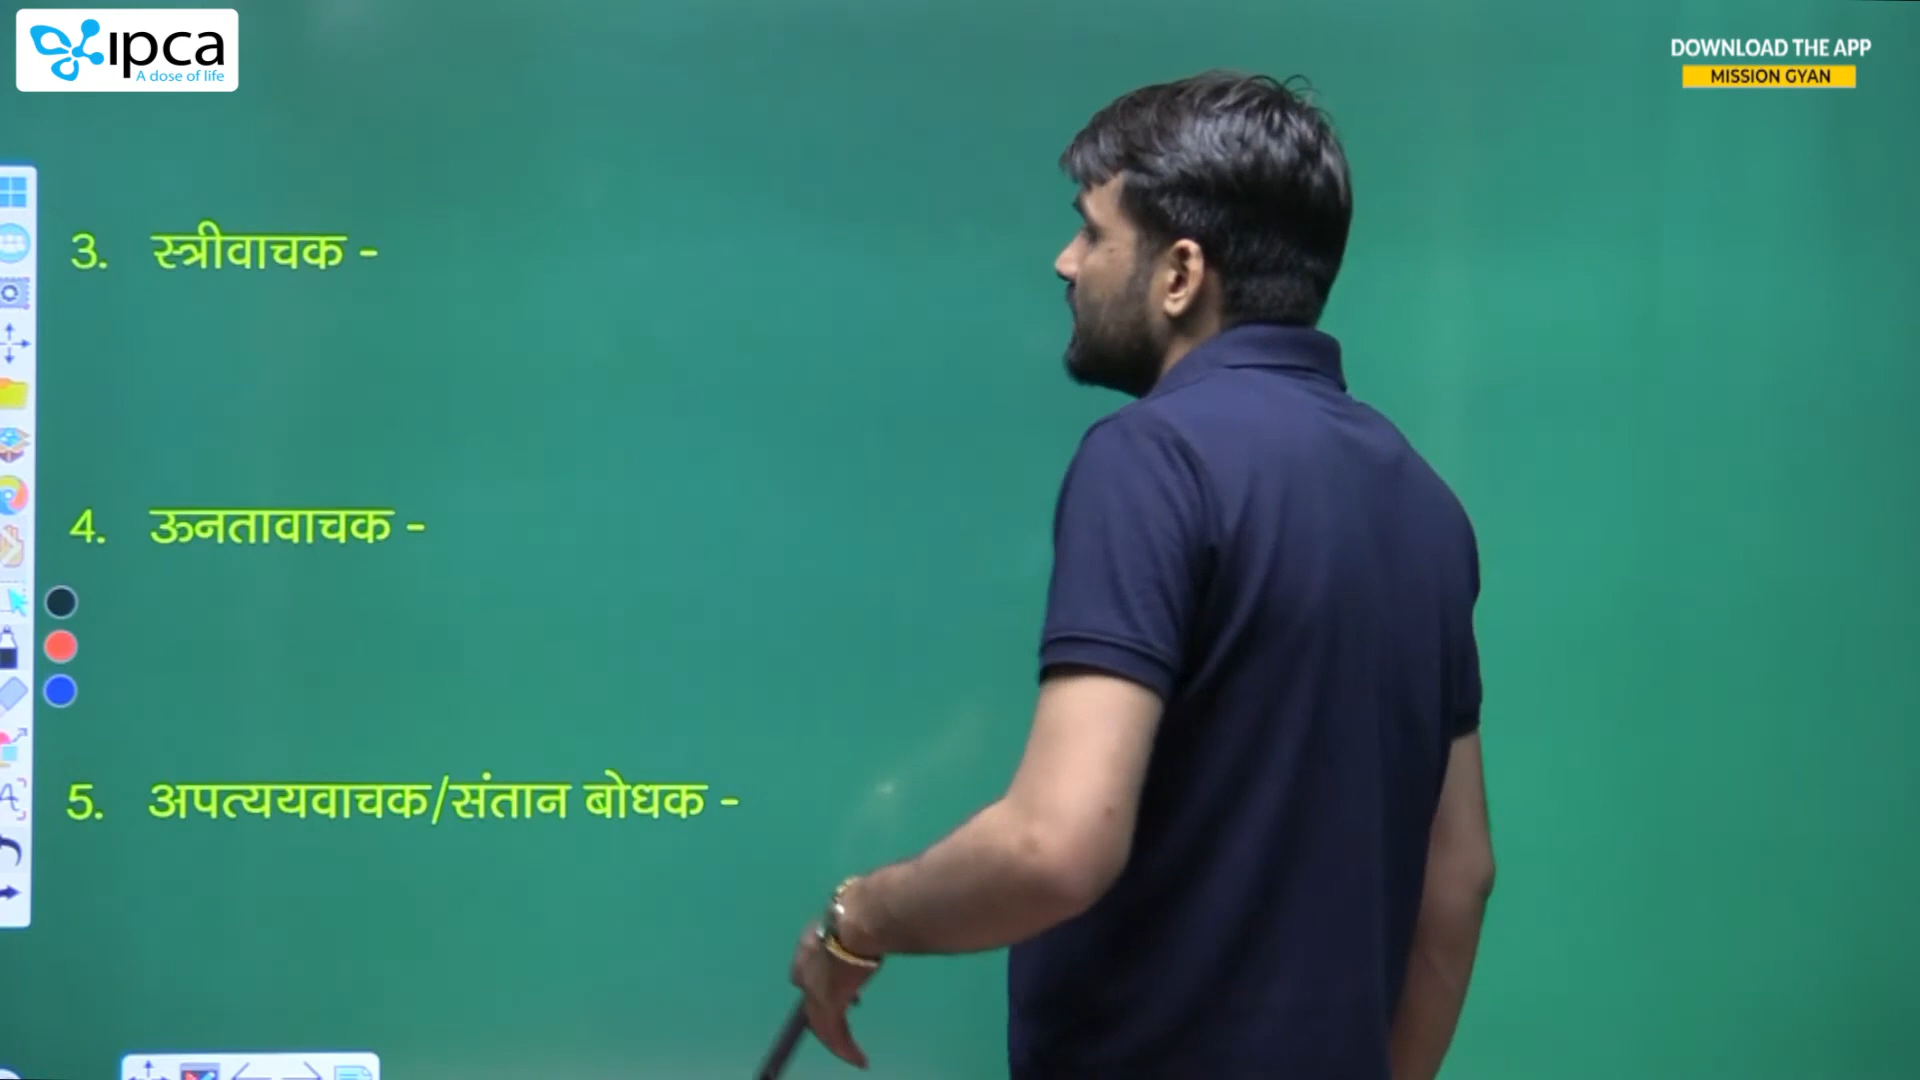 ipca
A dose of life
DOWNLOAD THE APP
MISSION GYAN
3. स्त्रीवाचक -
4. ऊनतावाचक -
5. अपत्ययवाचक/संतान बोधक -